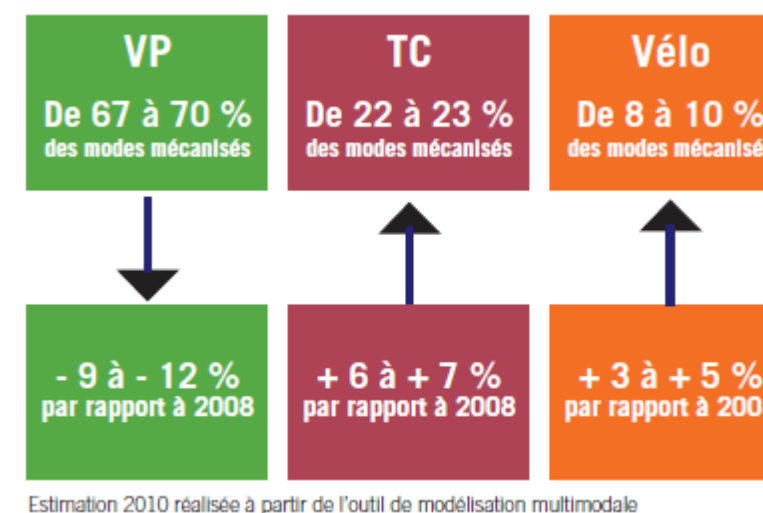 VP
De 67 à 70 %
des modes mécanisés
TC
De 22 à 23 %
des modes mécanisés
Vélo
De 8 à 10 %
des modes mécanisé
- 9 à - 12 %
par rapport à 2008
+ 6 à + 7 %
par rapport à 2008
+ 3 à + 5 %
par rapport à 200
Estimation 2010 réalisée à partir de l'outil de modélisation multimodale